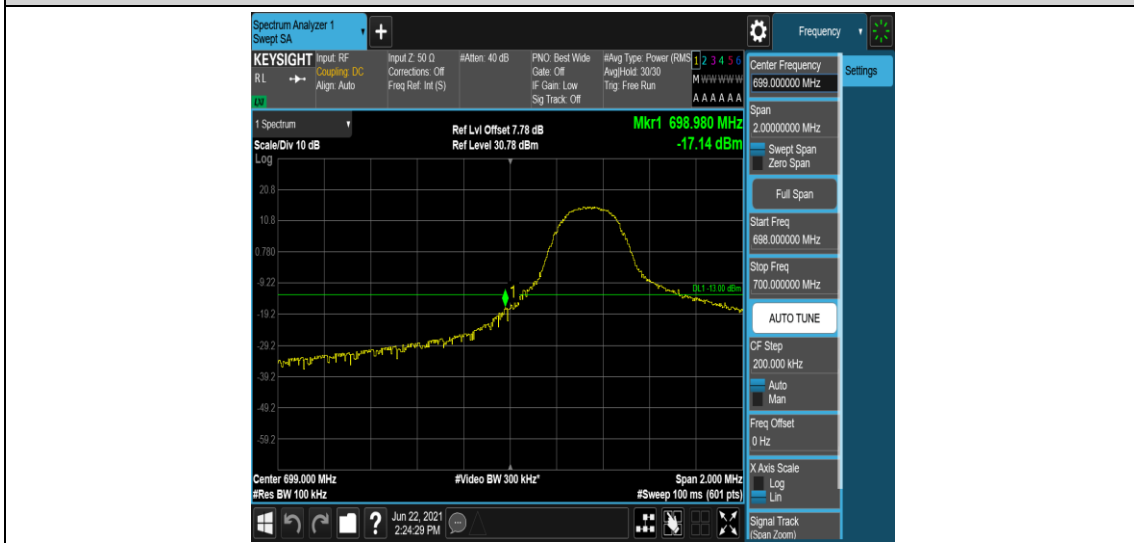 Spectrum Analyzer 1
Swept SA
+
Frequency
KEYSIGHT
RL
LXI
Input: RF
Coupling: DC
Align: Auto
Input Z: 50 Ω
Corrections: Off
Freq Ref: Int (S)
#Atten: 40 dB
PNO: Best Wide
Gate: Off
IF Gain: Low
Sig Track: Off
#Avg Type: Power (RMS
Avg|Hold: 30/30
Trig: Free Run
1 2 3 4 5 6
M W W W W W
A A A A A A
1 Spectrum
Scale/Div 10 dB
Log
Ref Lvl Offset 7.78 dB
Ref Level 30.78 dBm
Mkr1 698.980 MHz
-17.14 dBm
20.8
10.8
0.780
-9.22
-19.2
-29.2
-39.2
-49.2
-59.2
1
DL1 -13.00 dBm
Center 699.000 MHz
#Res BW 100 kHz
#Video BW 300 kHz*
Span 2.000 MHz
#Sweep 100 ms (601 pts)
?
Jun 22, 2021
2:24:29 PM
Center Frequency
699.000000 MHz
Settings
Span
2.00000000 MHz
Swept Span
Zero Span
Full Span
Start Freq
698.000000 MHz
Stop Freq
700.000000 MHz
AUTO TUNE
CF Step
200.000 kHz
Auto
Man
Freq Offset
0 Hz
X Axis Scale
Log
Lin
Signal Track
(Span Zoom)